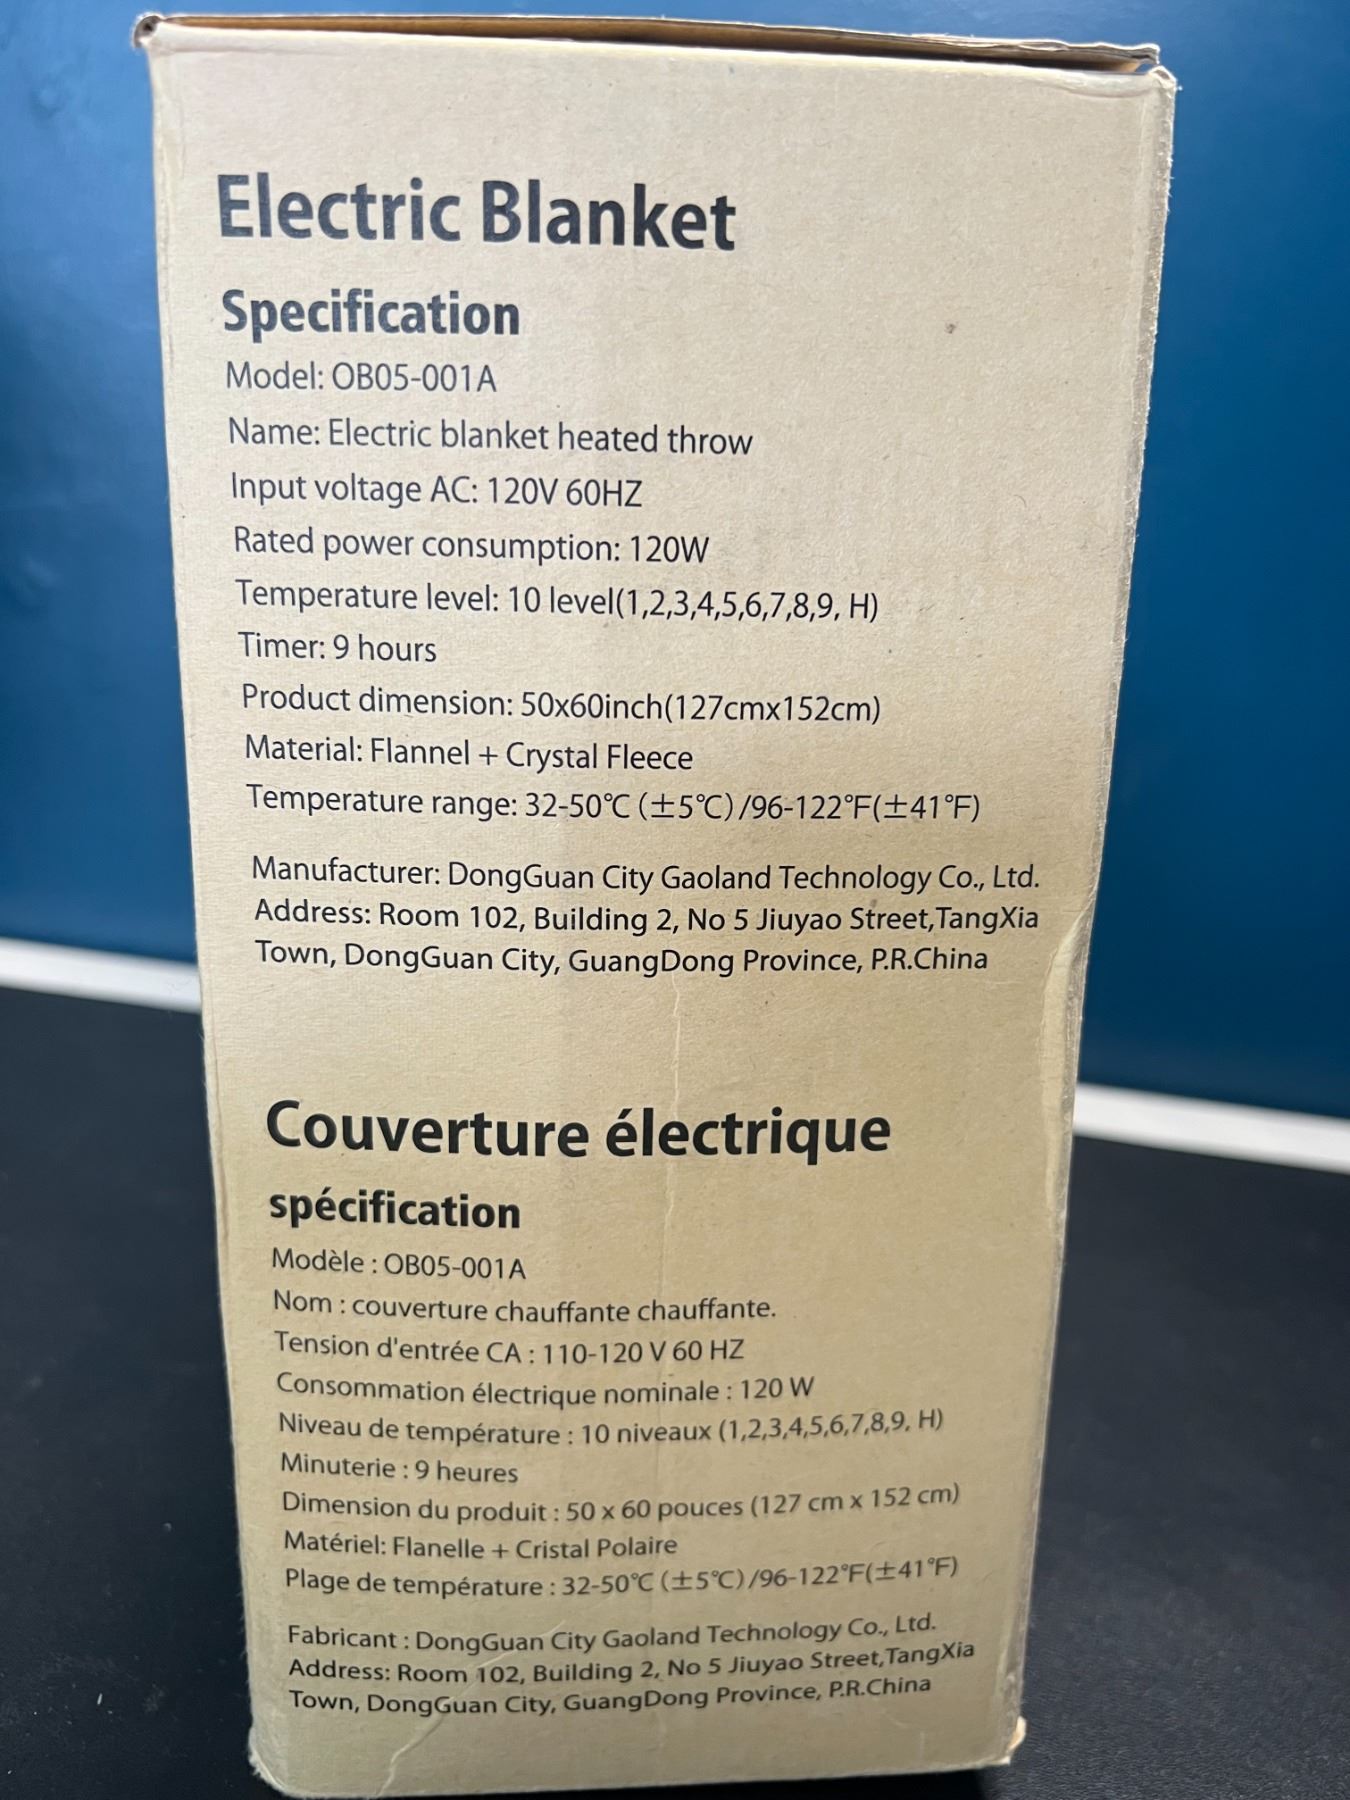 Electric Blanket
Specification
Model: OB05-001A
Name: Electric blanket heated throw
Input voltage AC: 120V 60HZ
Rated power consumption: 120W
Temperature level: 10 level(1,2,3,4,5,6,7,8,9, H)
Timer: 9 hours
Product dimension: 50x60inch(127cmx152cm)
Material: Flannel + Crystal Fleece
Temperature range: 32-50℃ (±5℃) /96-122℉(±41℉)
Manufacturer: DongGuan City Gaoland Technology Co., Ltd.
Address: Room 102, Building 2, No 5 Jiuyao Street,TangXia
Town, DongGuan City, GuangDong Province, P.R.China
Couverture électrique
spécification
Modèle : OB05-001A
Nom : couverture chauffante chauffante.
Tension d'entrée CA : 110-120 V 60 HZ
Consommation électrique nominale : 120 W
Niveau de température : 10 niveaux (1,2,3,4,5,6,7,8,9, H)
Minuterie : 9 heures
Dimension du produit : 50 x 60 pouces (127 cm x 152 cm)
Matériel: Flanelle + Cristal Polaire
Plage de température : 32-50℃ (±5℃) /96-122℉(±41℉)
Fabricant : DongGuan City Gaoland Technology Co., Ltd.
Address: Room 102, Building 2, No 5 Jiuyao Street,TangXia
Town, DongGuan City, GuangDong Province, P.R.China